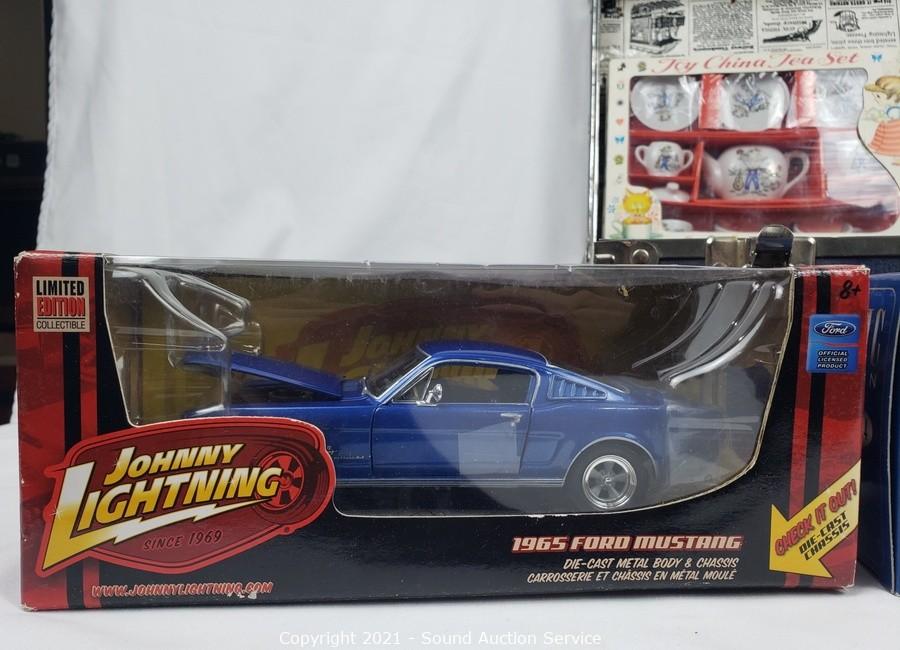 Toy China Tea Set
LIMITED
EDITION
COLLECTIBLE
8+
Ford
OFFICIAL
LICENSED
PRODUCT
JOHNNY
LIGHTNING
SINCE 1969
®
WWW.JOHNNYLIGHTNING.COM
1965 FORD MUSTANG
DIE-CAST METAL BODY & CHASSIS
CARROSSERIE ET CHÂSSIS EN MÉTAL MOULÉ
CHECK IT OUT!
DIE-CAST
CHASSIS
Copyright 2021 - Sound Auction Service